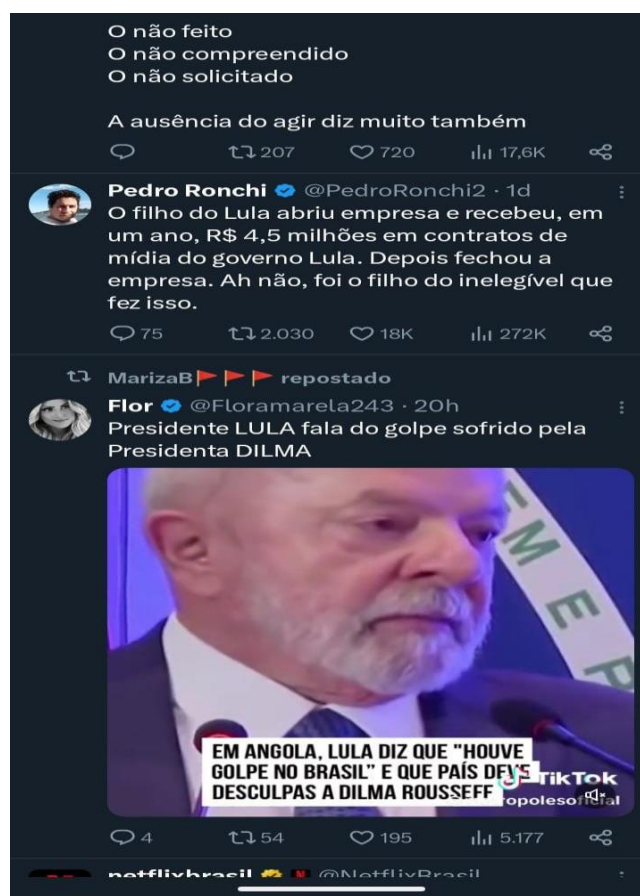 O não feito
O não compreendido
O não solicitado
A ausência do agir diz muito também
207 720 17,6K
Pedro Ronchi @PedroRonchi2 · 1d
O filho do Lula abriu empresa e recebeu, em
um ano, R$ 4,5 milhões em contratos de
mídia do governo Lula. Depois fechou a
empresa. Ah não, foi o filho do inelegível que
fez isso.
75 2.030 18K 272K
MarizaB🚩🚩🚩 repostado
Flor @Floramarela243 · 20h
Presidente LULA fala do golpe sofrido pela
Presidenta DILMA
EM E P
EM ANGOLA, LULA DIZ QUE "HOUVE
GOLPE NO BRASIL" E QUE PAÍS DEVE
DESCULPAS A DILMA ROUSSEFF
TikTok
4 54 195 5.177
netflixbrasil @NetflixBrasil